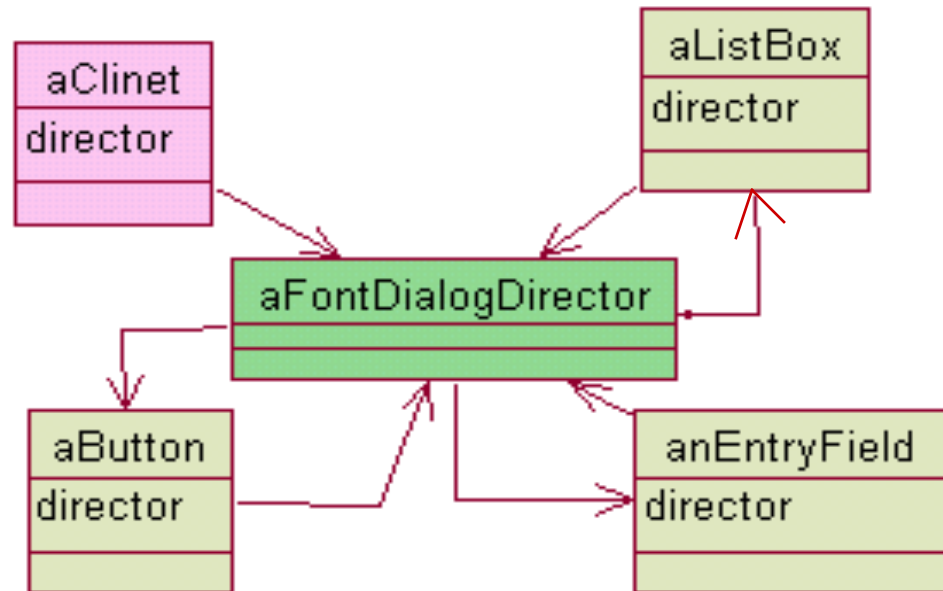 aClinet
director
aListBox
director
aFontDialogDirector
aButton
director
anEntryField
director